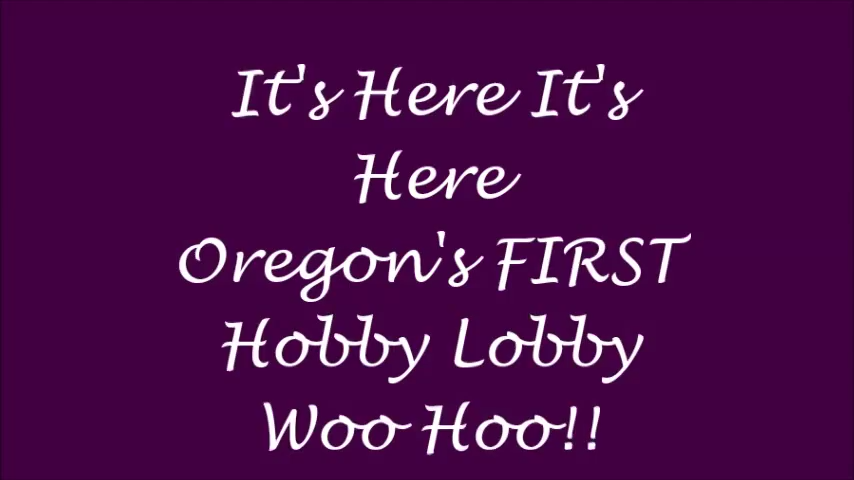 It's Here It's
Here
Oregon's FIRST
Hobby Lobby
Woo Hoo!!